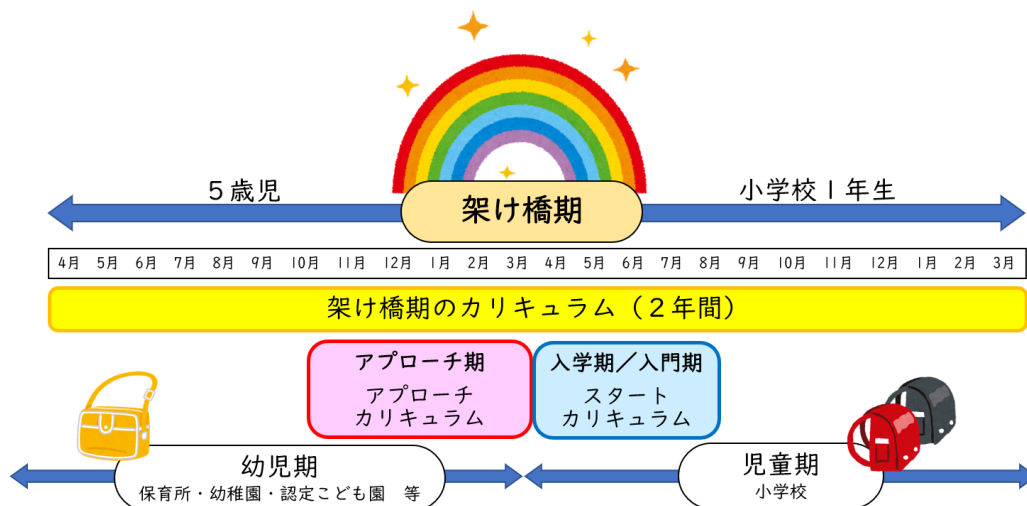 5歳児
小学校1年生
架け橋期
4月 5月 6月 7月 8月 9月 10月 11月 12月 1月 2月 3月 4月 5月 6月 7月 8月 9月 10月 11月 12月 1月 2月 3月
架け橋期のカリキュラム(2年間)
アプローチ期
アプローチ
カリキュラム
入学期/入門期
スタート
カリキュラム
幼児期
保育所・幼稚園・認定こども園 等
児童期
小学校